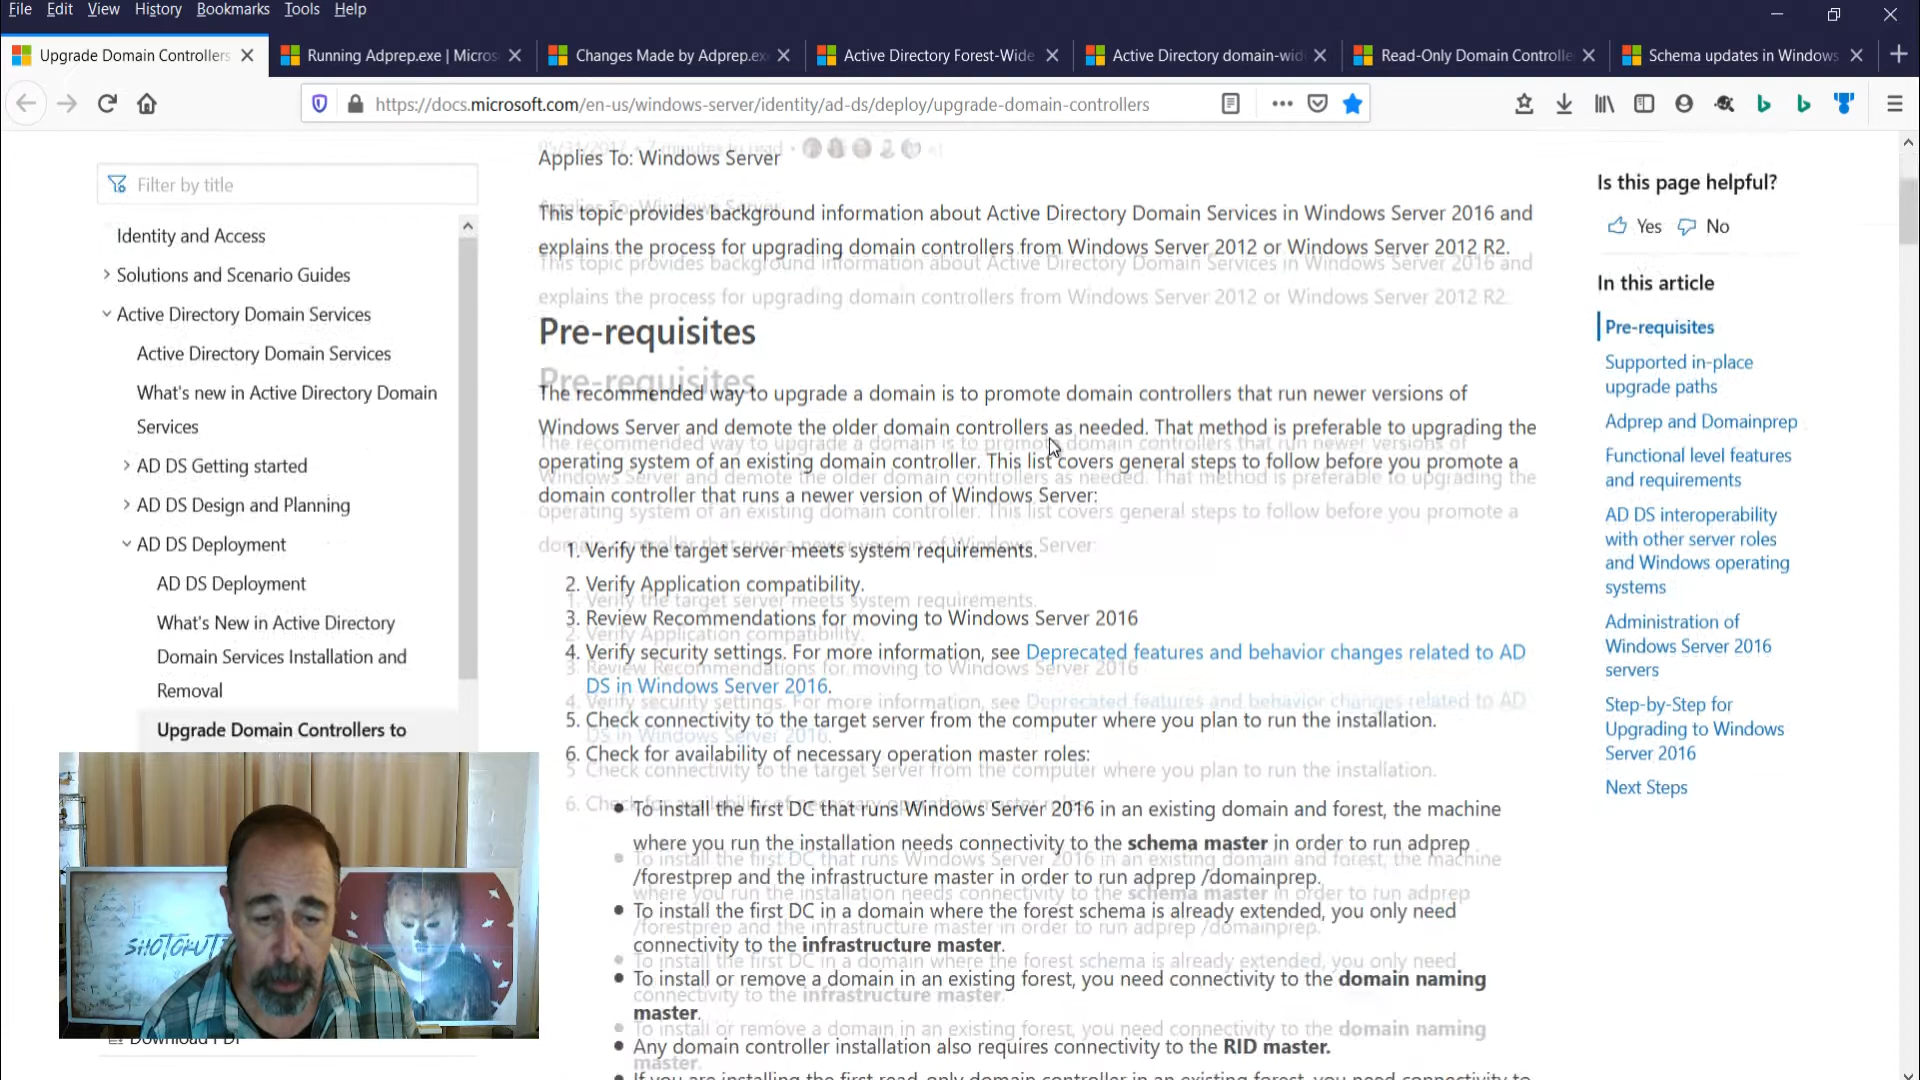 File Edit View History Bookmarks Tools Help
Upgrade Domain Controllers
Running Adprep.exe | Micros
Changes Made by Adprep.ex
Active Directory Forest-Wide
Active Directory domain-wi
Read-Only Domain Controlle
Schema updates in Windows
https://docs.microsoft.com/en-us/windows-server/identity/ad-ds/deploy/upgrade-domain-controllers
Filter by title
Identity and Access
Solutions and Scenario Guides
Active Directory Domain Services
Active Directory Domain Services
What's new in Active Directory Domain
Services
AD DS Getting started
AD DS Design and Planning
AD DS Deployment
AD DS Deployment
What's New in Active Directory
Domain Services Installation and
Removal
Upgrade Domain Controllers to
Download PDF
Applies To: Windows Server
This topic provides background information about Active Directory Domain Services in Windows Server 2016 and
explains the process for upgrading domain controllers from Windows Server 2012 or Windows Server 2012 R2.
Pre-requisites
The recommended way to upgrade a domain is to promote domain controllers that run newer versions of
Windows Server and demote the older domain controllers as needed. That method is preferable to upgrading the
operating system of an existing domain controller. This list covers general steps to follow before you promote a
domain controller that runs a newer version of Windows Server:
1. Verify the target server meets system requirements.
2. Verify Application compatibility.
3. Review Recommendations for moving to Windows Server 2016
4. Verify security settings. For more information, see Deprecated features and behavior changes related to AD
DS in Windows Server 2016.
5. Check connectivity to the target server from the computer where you plan to run the installation.
6. Check for availability of necessary operation master roles:
• To install the first DC that runs Windows Server 2016 in an existing domain and forest, the machine
where you run the installation needs connectivity to the schema master in order to run adprep
/forestprep and the infrastructure master in order to run adprep /domainprep.
• To install the first DC in a domain where the forest schema is already extended, you only need
connectivity to the infrastructure master.
• To install or remove a domain in an existing forest, you need connectivity to the domain naming
master.
• Any domain controller installation also requires connectivity to the RID master.
• If you are installing the first read-only domain controller in an existing forest, you need connectivity to
Is this page helpful?
Yes No
In this article
Pre-requisites
Supported in-place
upgrade paths
Adprep and Domainprep
Functional level features
and requirements
AD DS interoperability
with other server roles
and Windows operating
systems
Administration of
Windows Server 2016
servers
Step-by-Step for
Upgrading to Windows
Server 2016
Next Steps